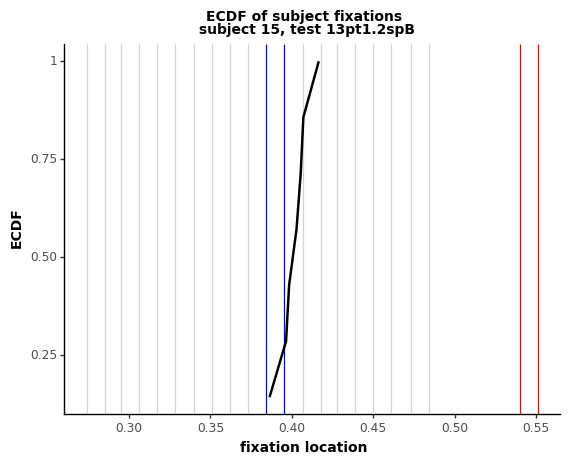 ECDF of subject fixations
subject 15, test 13pt1.2spB
1
0.75
0.50
0.25
ECDF
0.30 0.35 0.40 0.45 0.50 0.55
fixation location